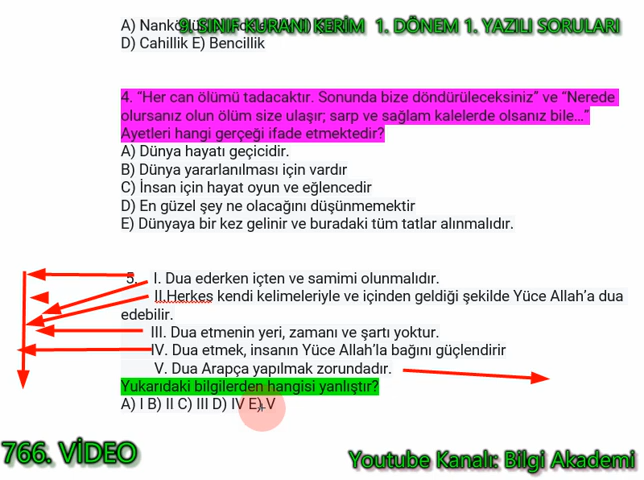 9. SINIF KURANI KERİM 1. DÖNEM 1. YAZILI SORULARI
A)
D) Cahillik E) Bencillik
4. “Her can ölümü tadacaktır. Sonunda bize döndürüleceksiniz” ve “Nerede
olursanız olun ölüm size ulaşır; sarp ve sağlam kalelerde olsanız bile…”
Ayetleri hangi gerçeği ifade etmektedir?
A) Dünya hayatı geçicidir.
B) Dünya yararlanılması için vardır
C) İnsan için hayat oyun ve eğlencedir
D) En güzel şey ne olacağını düşünmemektir
E) Dünyaya bir kez gelinir ve buradaki tüm tatlar alınmalıdır.
5. I. Dua ederken içten ve samimi olunmalıdır.
II.Herkes kendi kelimeleriyle ve içinden geldiği şekilde Yüce Allah’a dua
edebilir.
III. Dua etmenin yeri, zamanı ve şartı yoktur.
IV. Dua etmek, insanın Yüce Allah’la bağını güçlendirir
V. Dua Arapça yapılmak zorundadır.
Yukarıdaki bilgilerden hangisi yanlıştır?
A) I B) II C) III D) IV E) V
766. VİDEO
Youtube Kanalı: Bilgi Akademi